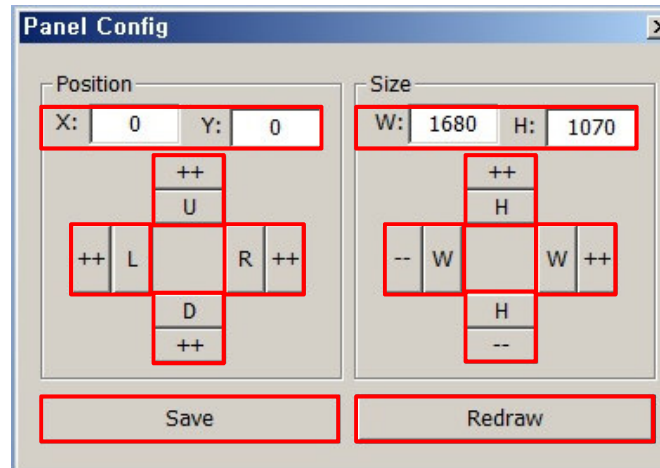 Panel Config
Position
Size
X: 0 Y: 0
W: 1680 H: 1070
++
++
U
H
++ L R ++
-- W W ++
D
H
++
--
Save
Redraw